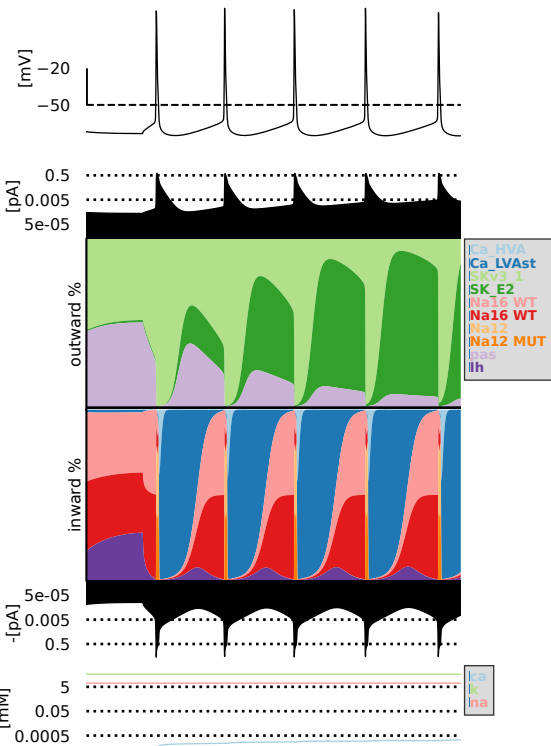 [mV]
−20
−50
[pA]
0.5
0.005
5e-05
outward %
Ca_HVA
Ca_LVAst
SKv3_1
SK_E2
Na16 WT
Na16 WT
Na12
Na12 MUT
pas
Ih
inward %
-[pA]
5e-05
0.005
0.5
[mM]
5
0.05
0.0005
ca
k
na